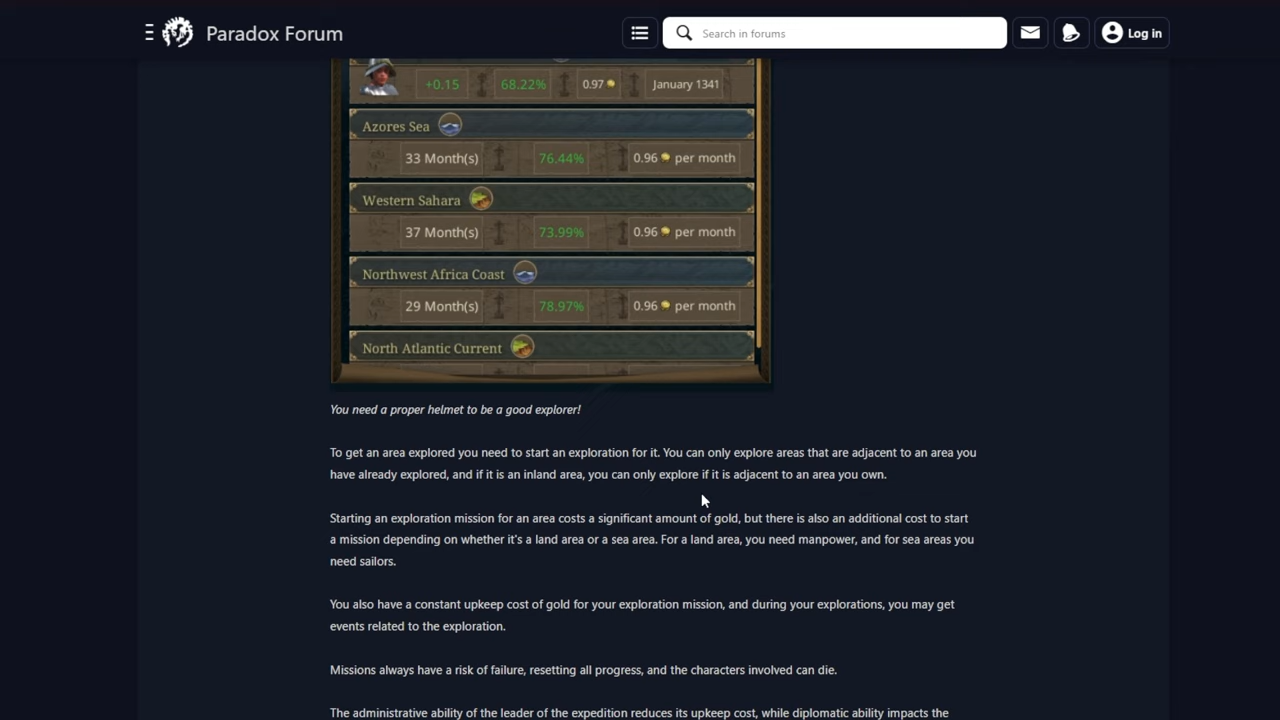 Paradox Forum
Search in forums
Log in
+0.15 68.22% 0.97 January 1341
Azores Sea
33 Month(s) 76.44% 0.96 per month
Western Sahara
37 Month(s) 73.99% 0.96 per month
Northwest Africa Coast
29 Month(s) 78.97% 0.96 per month
North Atlantic Current
You need a proper helmet to be a good explorer!
To get an area explored you need to start an exploration for it. You can only explore areas that are adjacent to an area you
have already explored, and if it is an inland area, you can only explore if it is adjacent to an area you own.
Starting an exploration mission for an area costs a significant amount of gold, but there is also an additional cost to start
a mission depending on whether it's a land area or a sea area. For a land area, you need manpower, and for sea areas you
need sailors.
You also have a constant upkeep cost of gold for your exploration mission, and during your explorations, you may get
events related to the exploration.
Missions always have a risk of failure, resetting all progress, and the characters involved can die.
The administrative ability of the leader of the expedition reduces its upkeep cost, while diplomatic ability impacts the